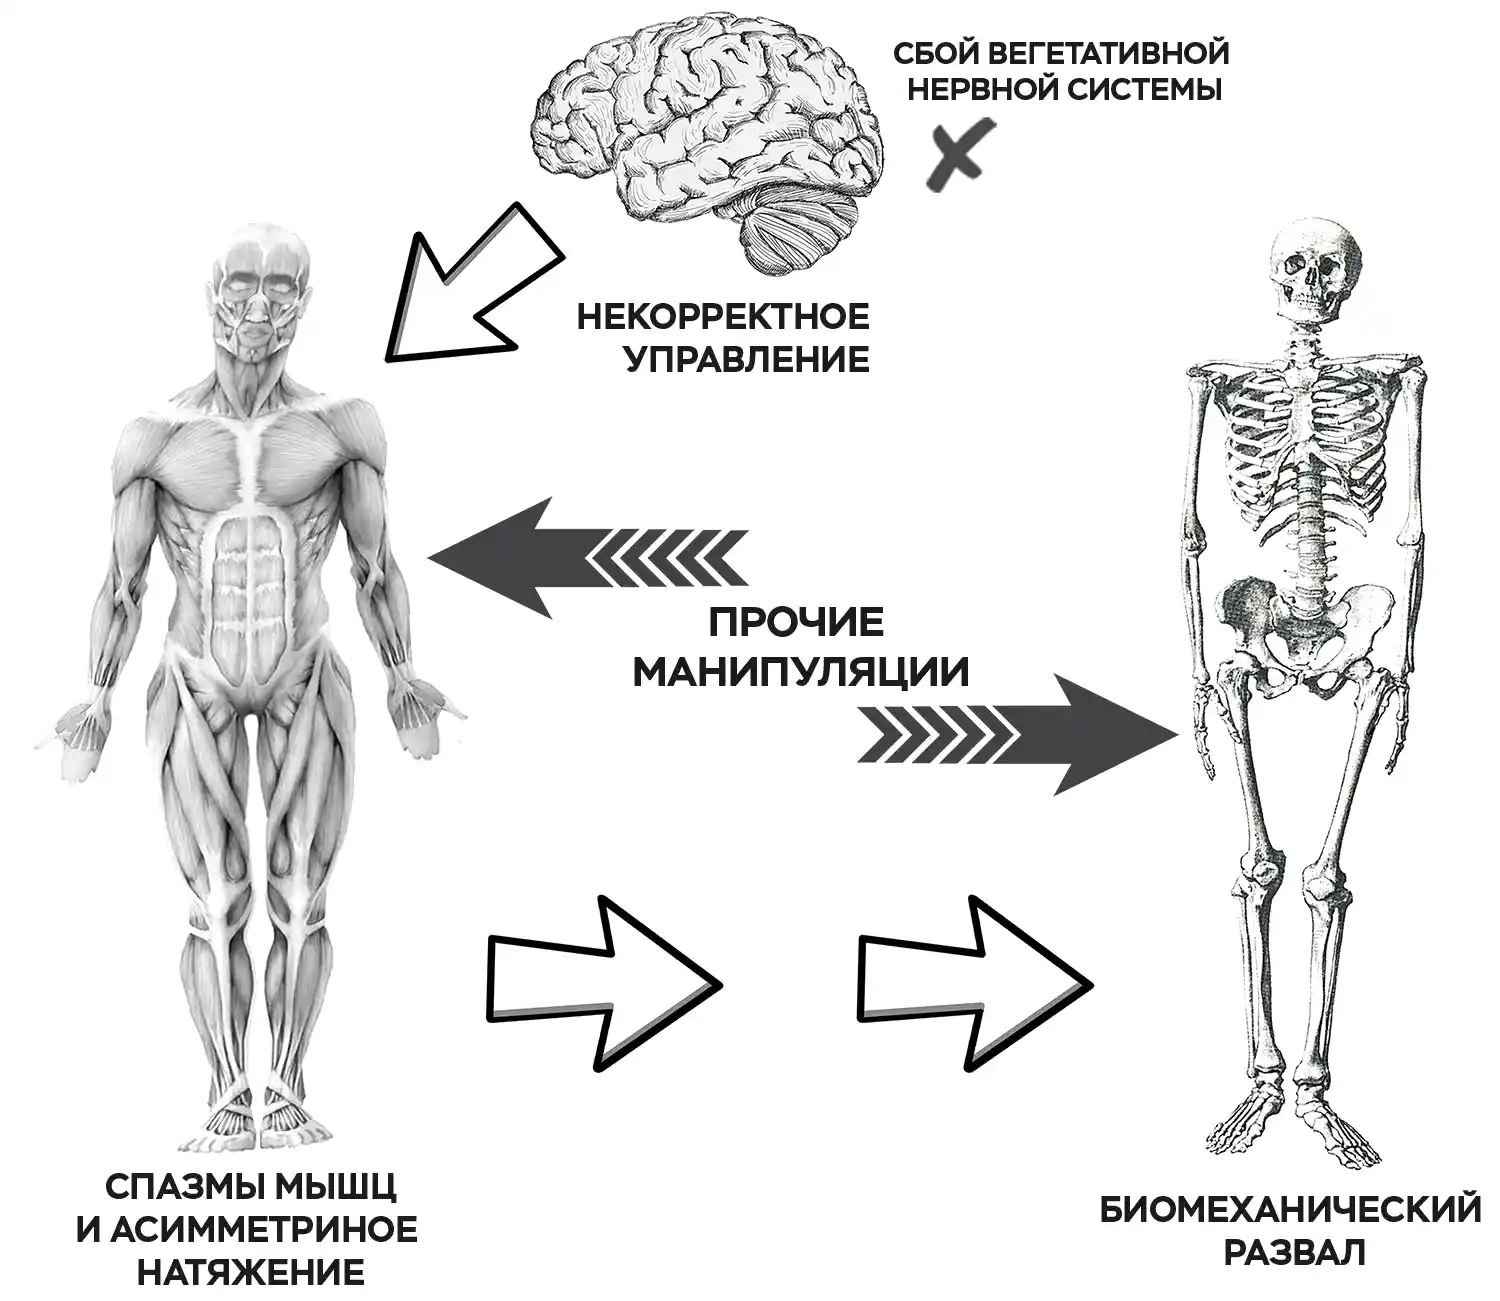 СБОЙ ВЕГЕТАТИВНОЙ
НЕРВНОЙ СИСТЕМЫ
НЕКОРРЕКТНОЕ
УПРАВЛЕНИЕ
ПРОЧИЕ
МАНИПУЛЯЦИИ
СПАЗМЫ МЫШЦ
И АСИММЕТРИНОЕ
НАТЯЖЕНИЕ
БИОМЕХАНИЧЕСКИЙ
РАЗВАЛ